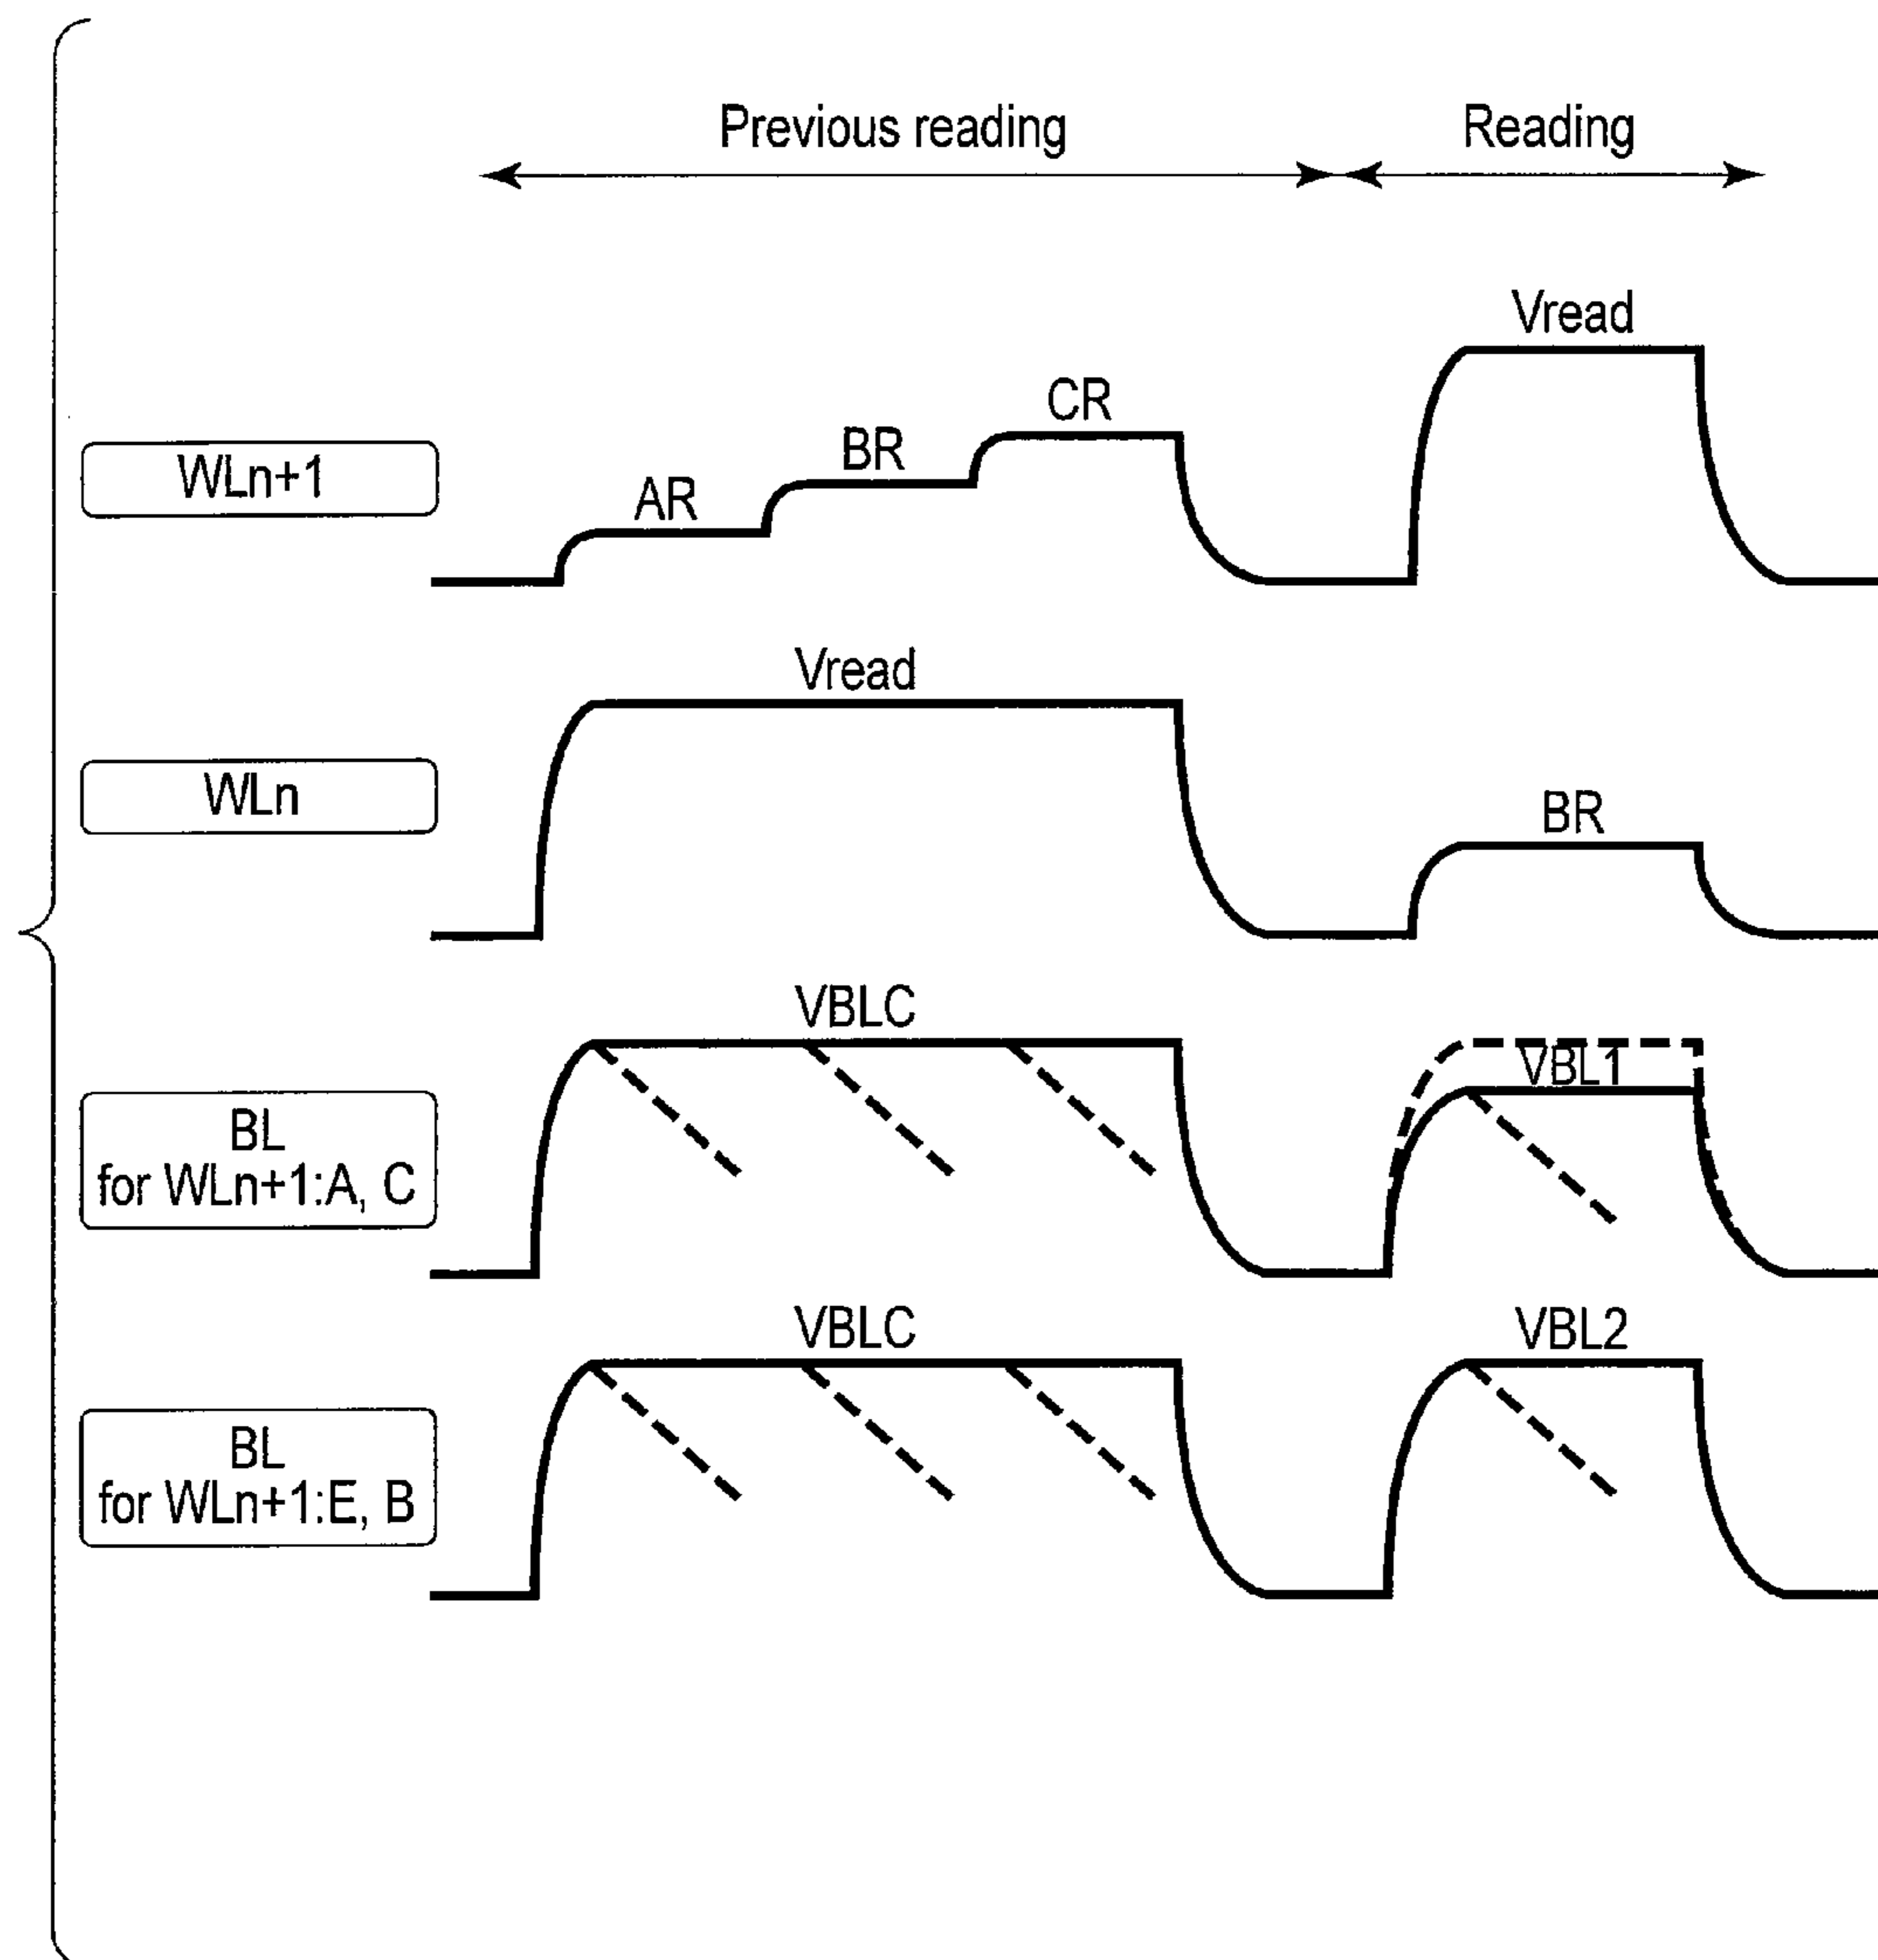 Previous reading
Reading
Vread
CR
BR
AR
WLn+1
Vread
WLn
BR
VBLC
VBL1
BL
for WLn+1:A, C
VBLC
VBL2
BL
for WLn+1:E, B